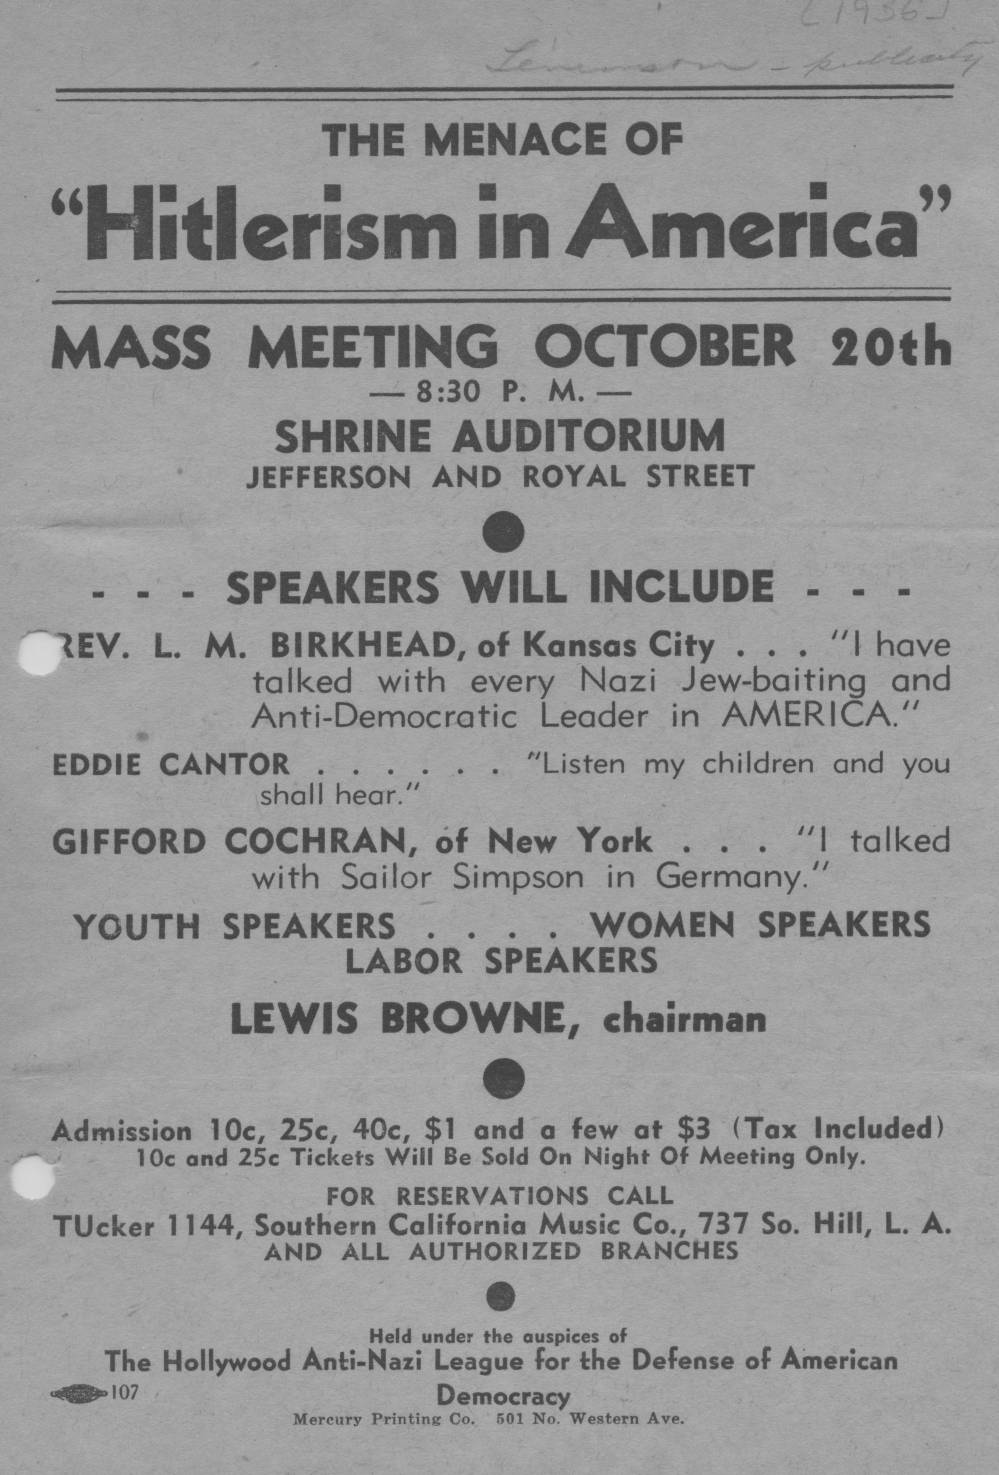 [1936]
publicity
THE MENACE OF
"Hitlerism in America"
MASS MEETING OCTOBER 20th
— 8:30 P. M. —
SHRINE AUDITORIUM
JEFFERSON AND ROYAL STREET
- - - SPEAKERS WILL INCLUDE - - -
REV. L. M. BIRKHEAD, of Kansas City . . . "I have
talked with every Nazi Jew-baiting and
Anti-Democratic Leader in AMERICA."
EDDIE CANTOR . . . . . . "Listen my children and you
shall hear."
GIFFORD COCHRAN, of New York . . . "I talked
with Sailor Simpson in Germany."
YOUTH SPEAKERS . . . . WOMEN SPEAKERS
LABOR SPEAKERS
LEWIS BROWNE, chairman
Admission 10c, 25c, 40c, $1 and a few at $3 (Tax Included)
10c and 25c Tickets Will Be Sold On Night Of Meeting Only.
FOR RESERVATIONS CALL
TUcker 1144, Southern California Music Co., 737 So. Hill, L. A.
AND ALL AUTHORIZED BRANCHES
Held under the auspices of
The Hollywood Anti-Nazi League for the Defense of American
Democracy
107
Mercury Printing Co. 501 No. Western Ave.